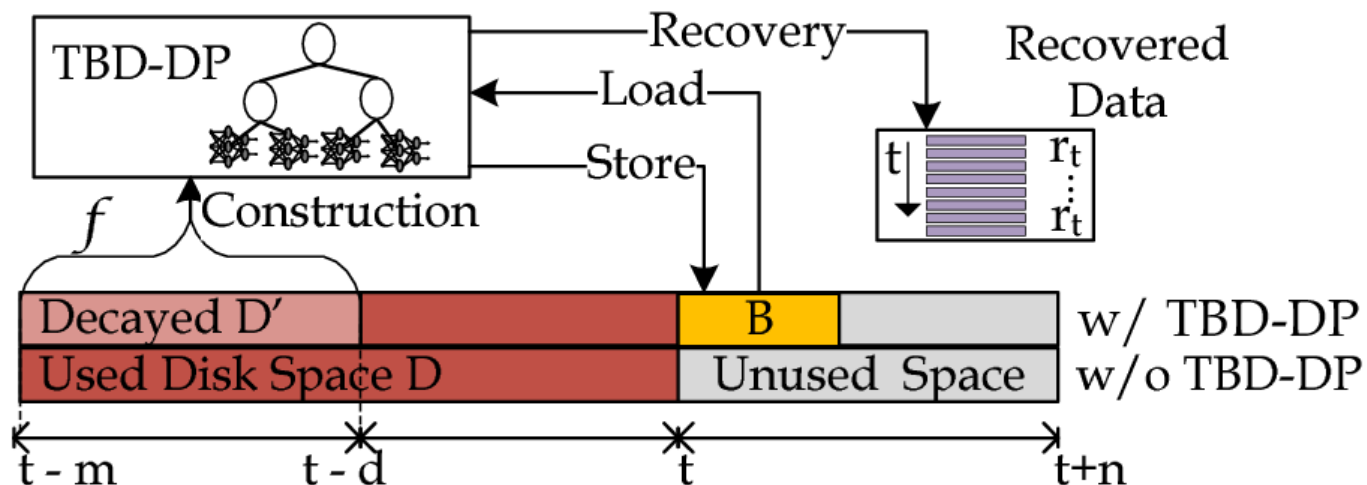 TBD-DP
Recovery
Load
Store
Recovered
Data
t
r_t
r_t
f
Construction
Decayed D'
B
w/ TBD-DP
Used Disk Space D
Unused Space
w/o TBD-DP
t - m
t - d
t
t+n